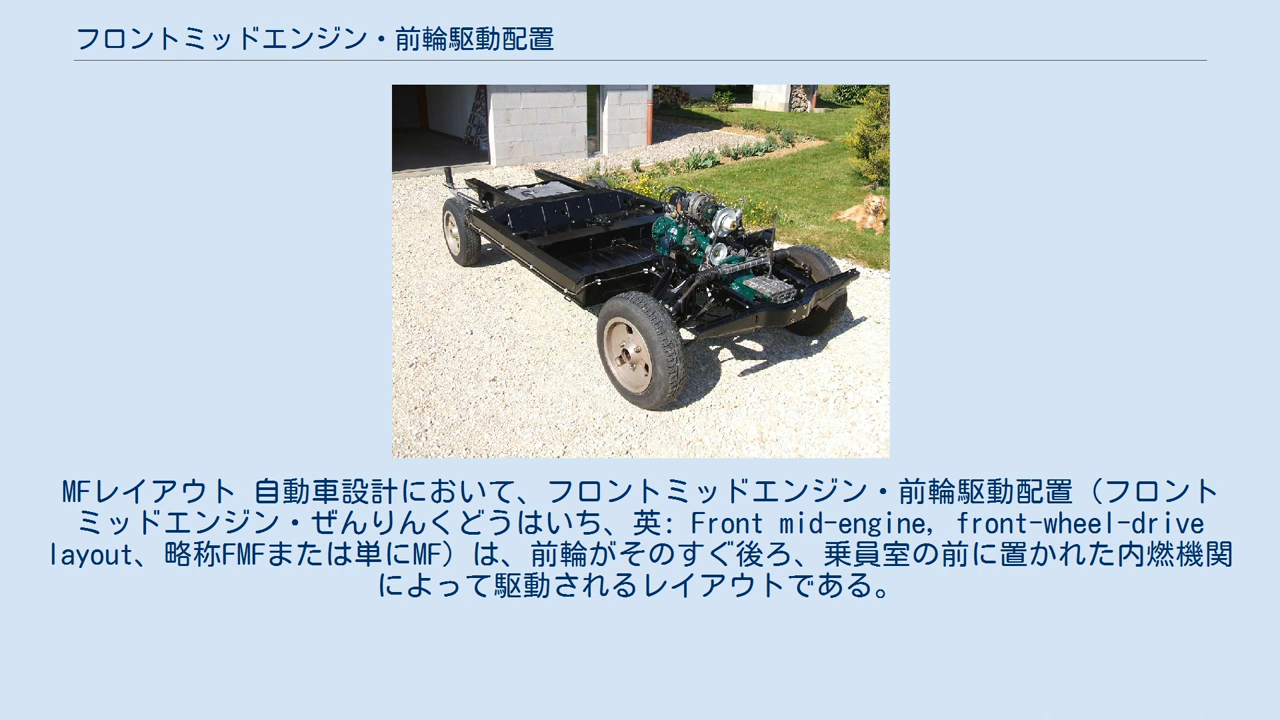 フロントミッドエンジン・前輪駆動配置
MFレイアウト 自動車設計において、フロントミッドエンジン・前輪駆動配置（フロント
ミッドエンジン・ぜんりんくどうはいち、英: Front mid-engine, front-wheel-drive
layout、略称FMFまたは単にMF）は、前輪がそのすぐ後ろ、乗員室の前に置かれた内燃機関
によって駆動されるレイアウトである。